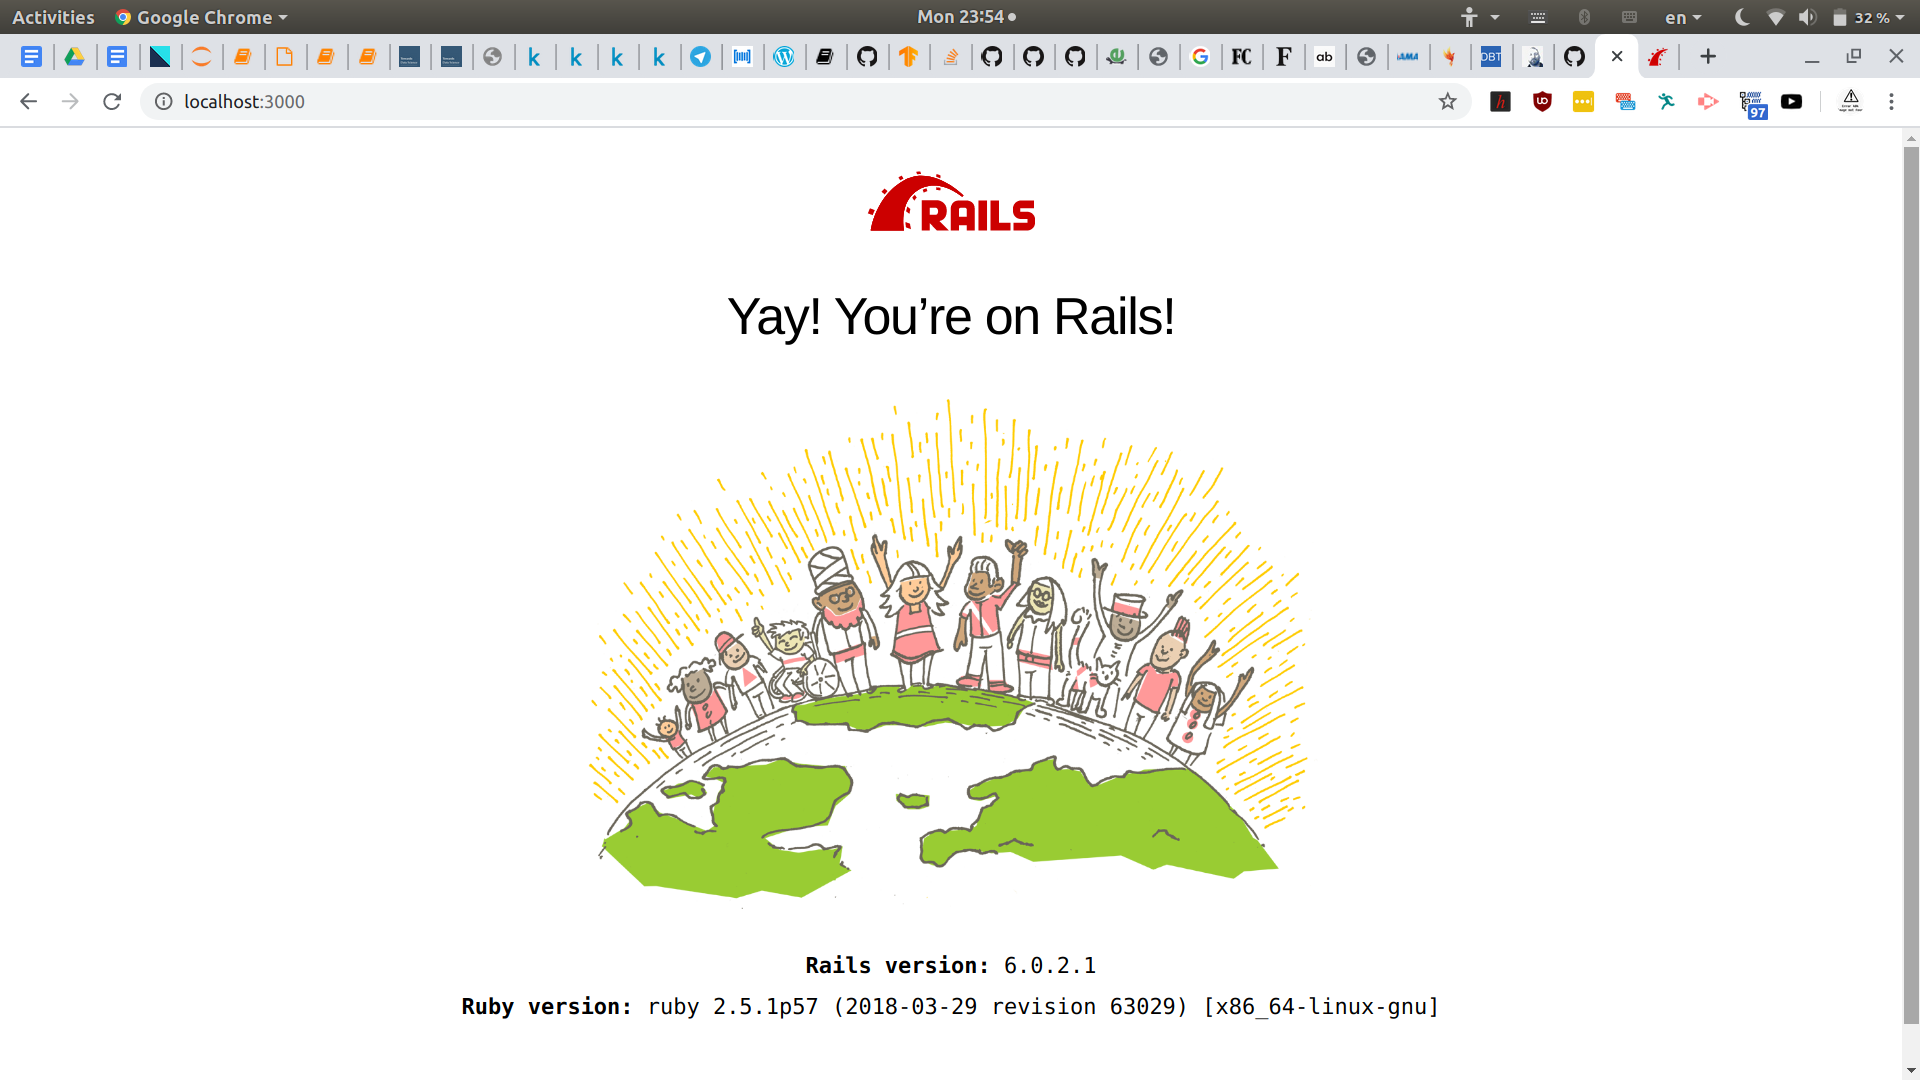 Activities Google Chrome Mon 23:54 en 32 %
k k k k FC F ab IAMA DBT
localhost:3000 h 97
RAILS
Yay! You’re on Rails!
Rails version: 6.0.2.1
Ruby version: ruby 2.5.1p57 (2018-03-29 revision 63029) [x86_64-linux-gnu]